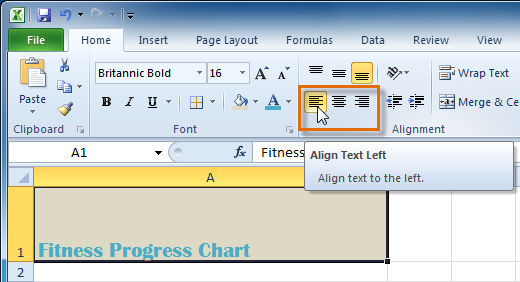 File Home Insert Page Layout Formulas Data Review View
Britannic Bold 16 A A Wrap Text
Paste B I U A Merge & Ce
Clipboard Font Alignment
A1 fx Fitness
Align Text Left
Align text to the left.
A
1 Fitness Progress Chart
2